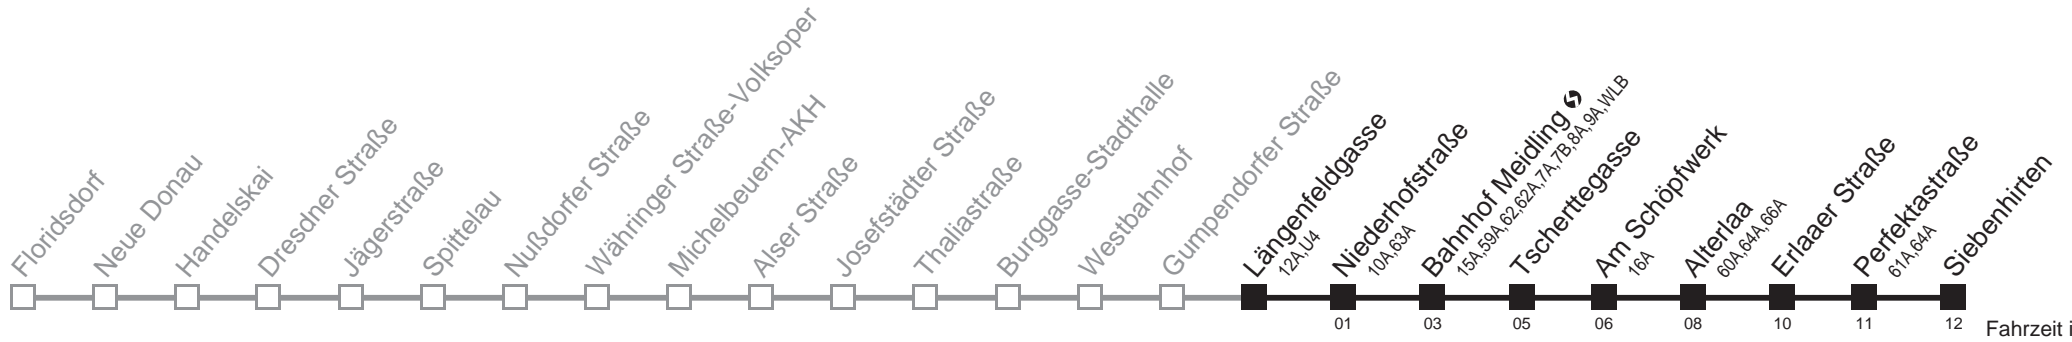 Floridsdorf
Neue Donau
Handelskai
Dresdner Straße
Jägerstraße
Spittelau
Nußdorfer Straße
Währinger Straße-Volksoper
Michelbeuern-AKH
Alser Straße
Josefstädter Straße
Thaliastraße
Burggasse-Stadthalle
Westbahnhof
Gumpendorfer Straße
Längenfeldgasse
12A,U4
Niederhofstraße
10A,63A
Bahnhof Meidling
15A,59A,62,62A,7A,7B,8A,9A,WLB
Tscherttegasse
Am Schöpfwerk
16A
Alterlaa
60A,64A,66A
Erlaaer Straße
Perfektastraße
61A,64A
Siebenhirten
01 03 05 06 08 10 11 12
Fahrzeit i